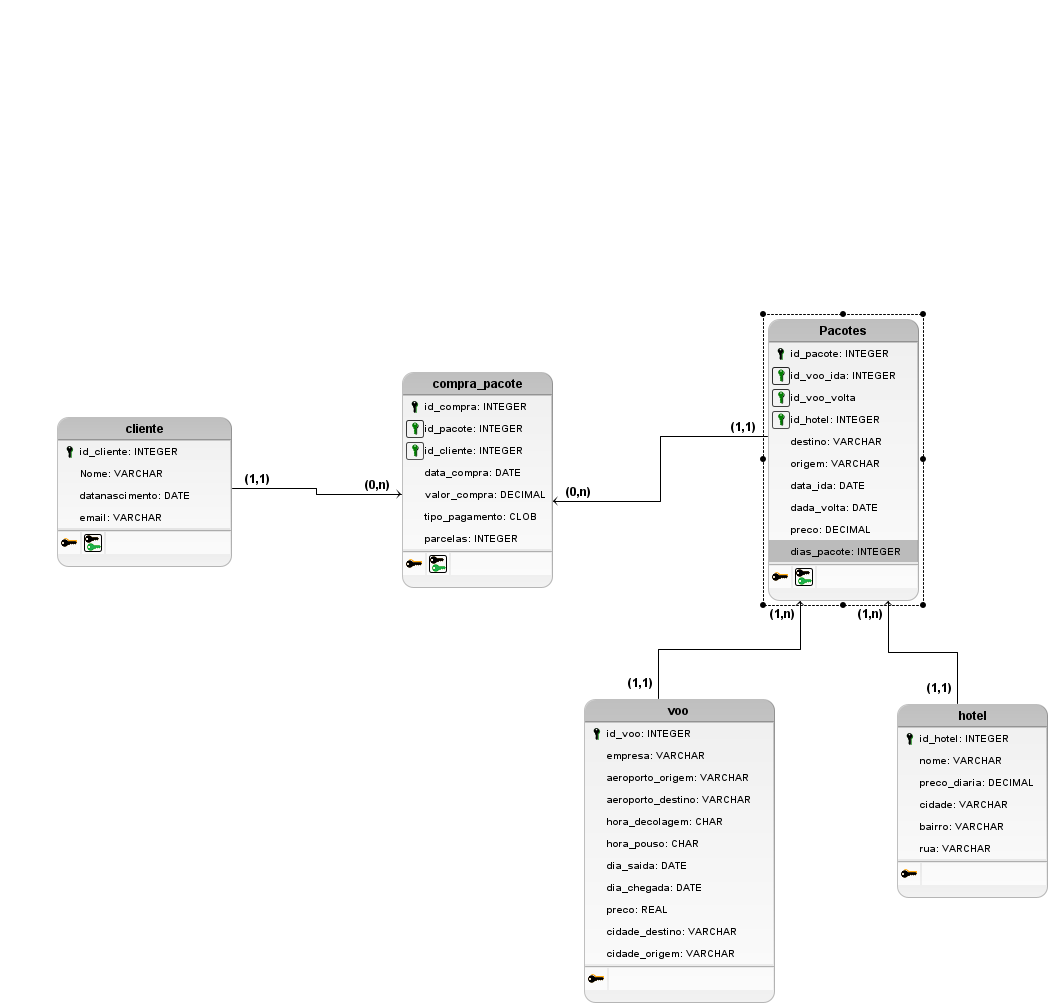 cliente
id_cliente: INTEGER
Nome: VARCHAR
datanascimento: DATE
email: VARCHAR
(1,1)
(0,n)
compra_pacote
id_compra: INTEGER
id_pacote: INTEGER
id_cliente: INTEGER
data_compra: DATE
valor_compra: DECIMAL
tipo_pagamento: CLOB
parcelas: INTEGER
(0,n)
(1,1)
Pacotes
id_pacote: INTEGER
id_voo_ida: INTEGER
id_voo_volta
id_hotel: INTEGER
destino: VARCHAR
origem: VARCHAR
data_ida: DATE
dada_volta: DATE
preco: DECIMAL
dias_pacote: INTEGER
(1,n)
(1,n)
(1,1)
(1,1)
voo
id_voo: INTEGER
empresa: VARCHAR
aeroporto_origem: VARCHAR
aeroporto_destino: VARCHAR
hora_decolagem: CHAR
hora_pouso: CHAR
dia_saida: DATE
dia_chegada: DATE
preco: REAL
cidade_destino: VARCHAR
cidade_origem: VARCHAR
hotel
id_hotel: INTEGER
nome: VARCHAR
preco_diaria: DECIMAL
cidade: VARCHAR
bairro: VARCHAR
rua: VARCHAR